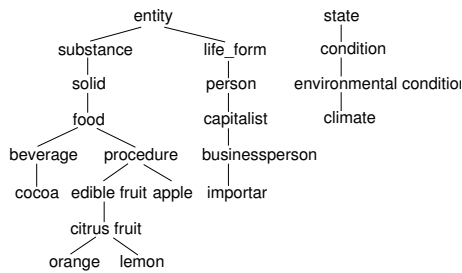 entity state
substance life_form condition
solid person environmental condition
food capitalist climate
beverage procedure businessperson
cocoa edible fruit apple importar
citrus fruit
orange lemon